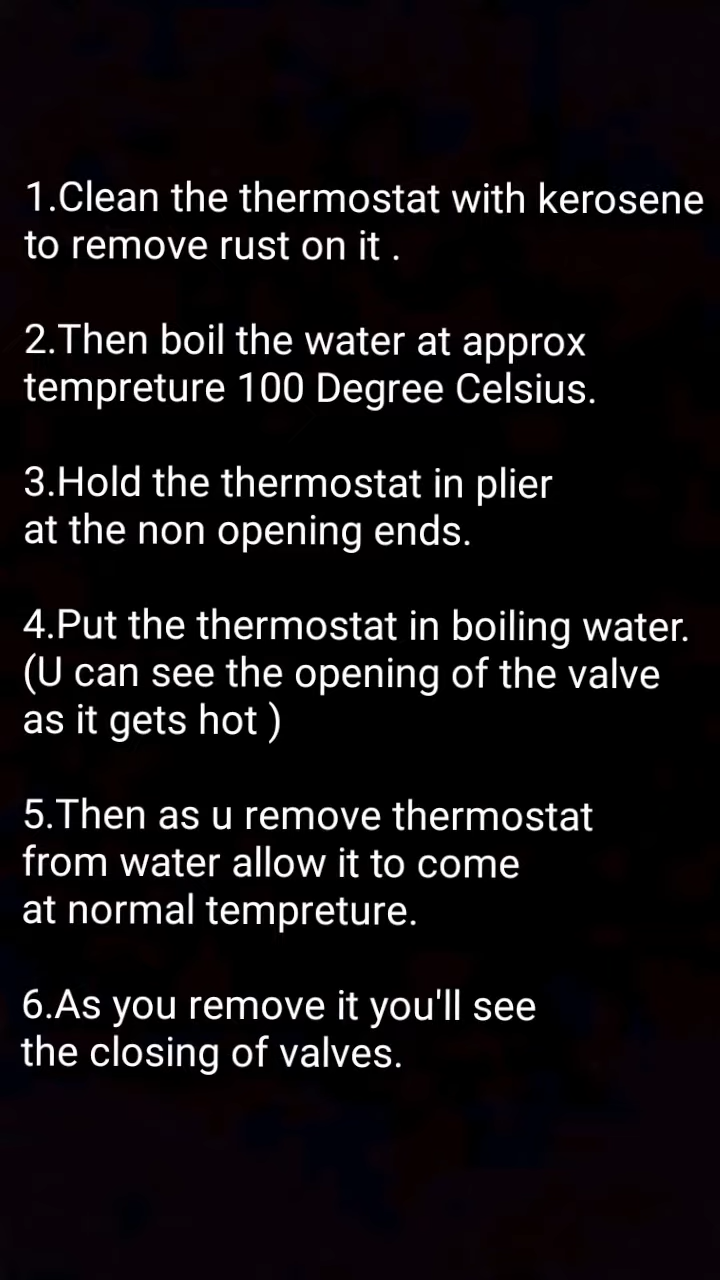 1.Clean the thermostat with kerosene
to remove rust on it .
2.Then boil the water at approx
tempreture 100 Degree Celsius.
3.Hold the thermostat in plier
at the non opening ends.
4.Put the thermostat in boiling water.
(U can see the opening of the valve
as it gets hot )
5.Then as u remove thermostat
from water allow it to come
at normal tempreture.
6.As you remove it you'll see
the closing of valves.